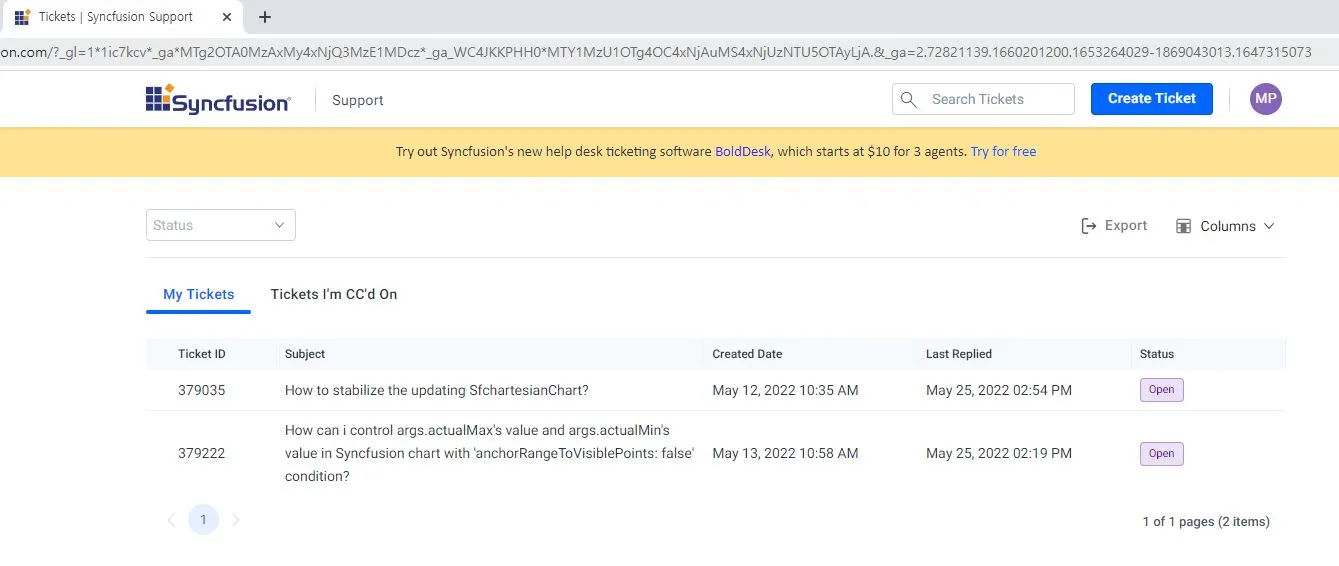 Tickets | Syncfusion Support
on.com/?_gl=1*1ic7kcv*_ga*MTg2OTA0MzAxMy4xNjQ3MzE1MDcz*_ga_WC4JKKPHH0*MTY1MzU1OTg4OC4xNjAuMS4xNjUzNTU5OTAyLjA.&_ga=2.72821139.1660201200.1653264029-1869043013.1647315073
Syncfusion Support Search Tickets Create Ticket MP
Try out Syncfusion's new help desk ticketing software BoldDesk, which starts at $10 for 3 agents. Try for free
Status Export Columns
My Tickets Tickets I'm CC'd On
Ticket ID Subject Created Date Last Replied Status
379035 How to stabilize the updating SfchartesianChart? May 12, 2022 10:35 AM May 25, 2022 02:54 PM Open
How can i control args.actualMax's value and args.actualMin's
379222 value in Syncfusion chart with 'anchorRangeToVisiblePoints: false' May 13, 2022 10:58 AM May 25, 2022 02:19 PM Open
condition?
1 1 of 1 pages (2 items)